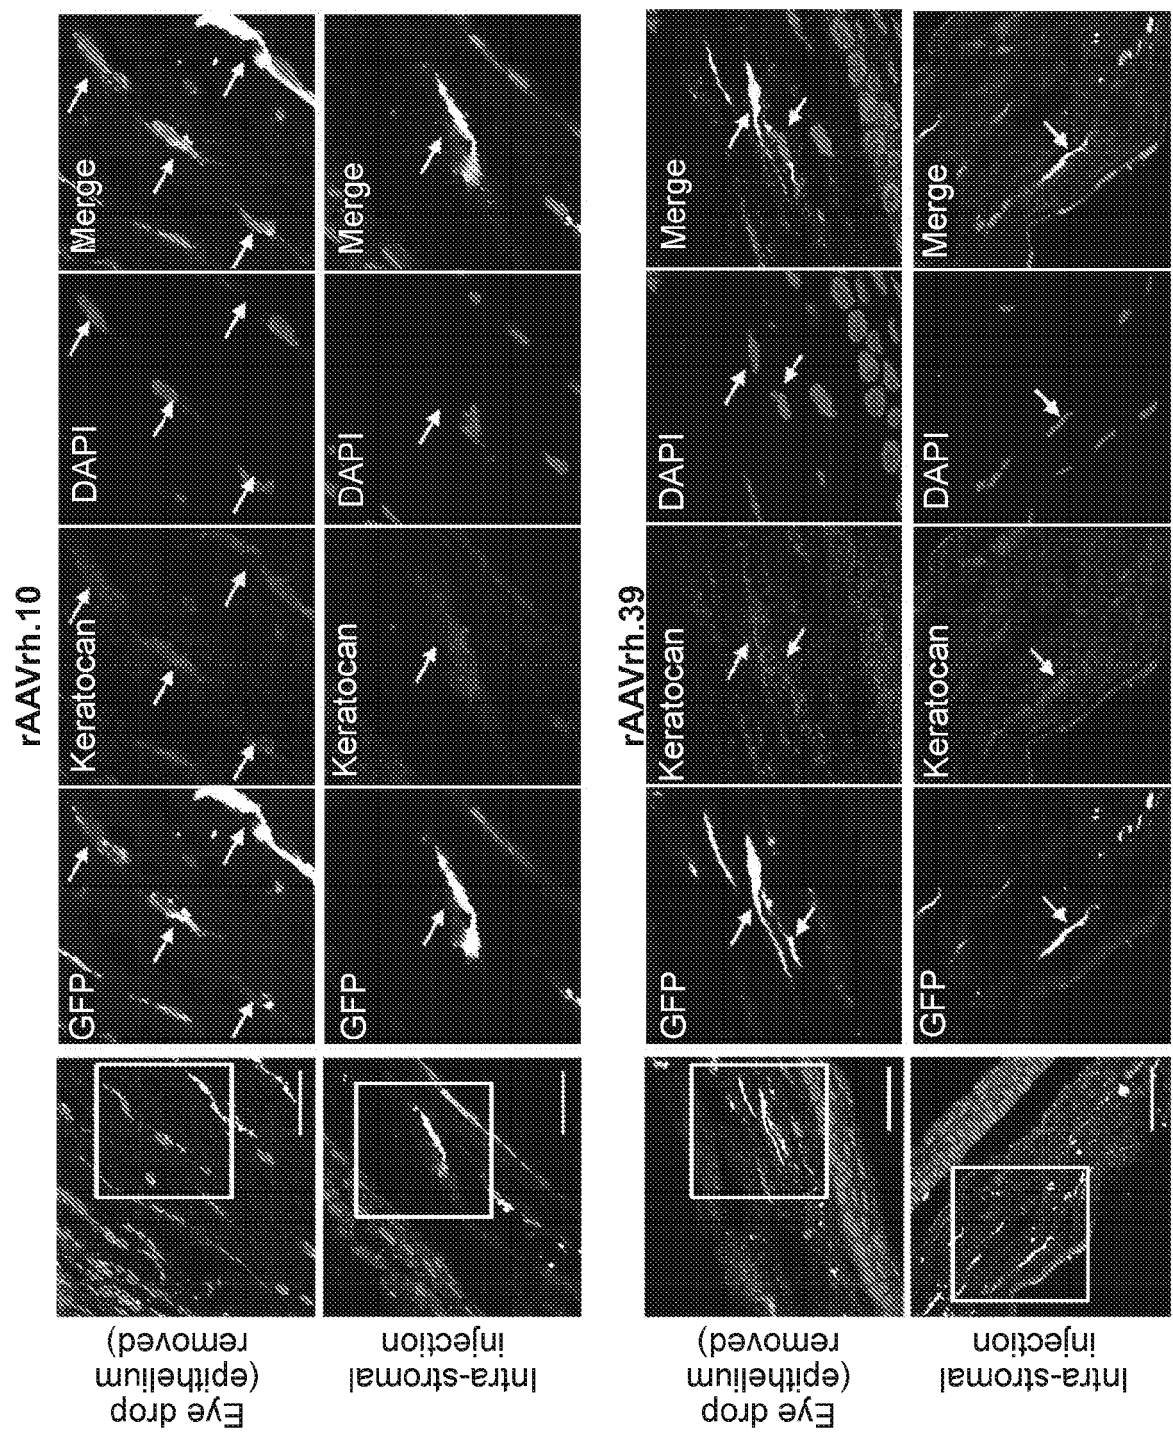 rAAVrh.10
Eye drop
(epithelium
removed)
GFP
Keratocan
DAPI
Merge
Intra-stromal
injection
GFP
Keratocan
DAPI
Merge
rAAVrh.39
Eye drop
(epithelium
removed)
GFP
Keratocan
DAPI
Merge
Intra-stromal
injection
GFP
Keratocan
DAPI
Merge